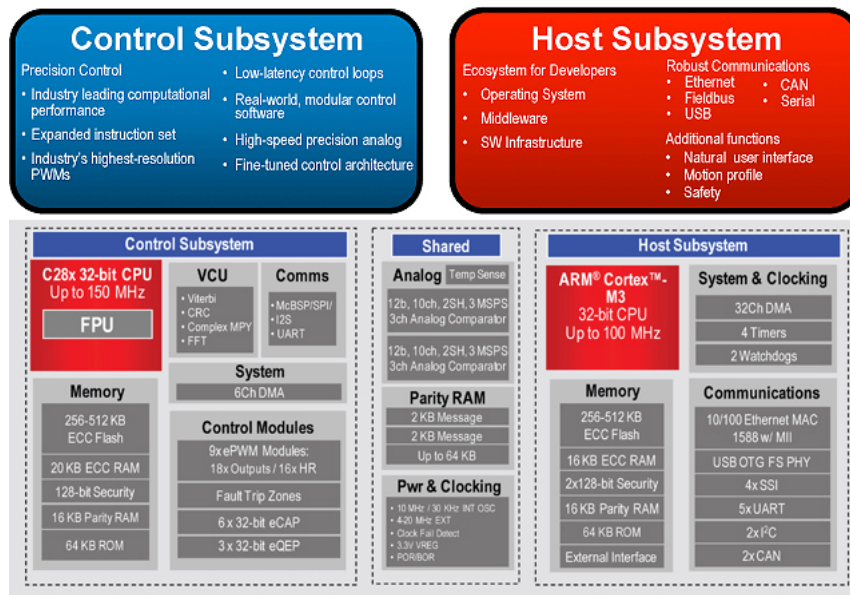 Control Subsystem
Precision Control
• Industry leading computational
performance
• Expanded instruction set
• Industry's highest-resolution
PWMs
• Low-latency control loops
• Real-world, modular control
software
• High-speed precision analog
• Fine-tuned control architecture
Host Subsystem
Ecosystem for Developers
• Operating System
• Middleware
• SW Infrastructure
Robust Communications
• Ethernet
• Fieldbus
• USB
• CAN
• Serial
Additional functions
• Natural user interface
• Motion profile
• Safety
Control Subsystem
C28x 32-bit CPU
Up to 150 MHz
FPU
VCU
• Viterbi
• CRC
• Complex MPY
• FFT
Comms
• McBSP/SPI/
• I2S
• UART
System
6Ch DMA
Memory
256-512 KB
ECC Flash
20 KB ECC RAM
128-bit Security
16 KB Parity RAM
64 KB ROM
Control Modules
9x ePWM Modules:
18x Outputs / 16x HR
Fault Trip Zones
6 x 32-bit eCAP
3 x 32-bit eQEP
Shared
Analog
Temp Sense
12b, 10ch, 2SH, 3 MSPS
3ch Analog Comparator
12b, 10ch, 2SH, 3 MSPS
3ch Analog Comparator
Parity RAM
2 KB Message
2 KB Message
Up to 64 KB
Pwr & Clocking
• 10 MHz / 30 KHz INT OSC
• 4-20 MHz EXT
• Clock Fail Detect
• 3.3V VREG
• POR/BOR
Host Subsystem
ARM® Cortex™-
M3
32-bit CPU
Up to 100 MHz
System & Clocking
32Ch DMA
4 Timers
2 Watchdogs
Memory
256-512 KB
ECC Flash
16 KB ECC RAM
2x128-bit Security
16 KB Parity RAM
64 KB ROM
External Interface
Communications
10/100 Ethernet MAC
1588 w/ MII
USB OTG FS PHY
4x SSI
5x UART
2x I²C
2x CAN